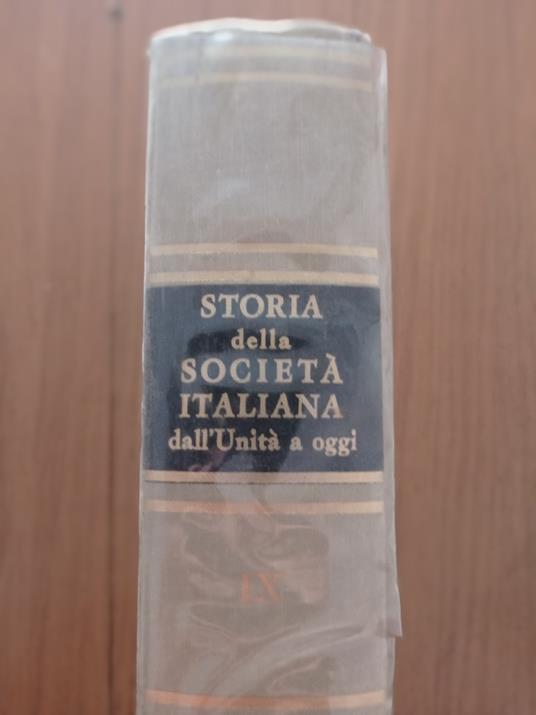 STORIA
della
SOCIETÀ
ITALIANA
dall'Unità a oggi
IX